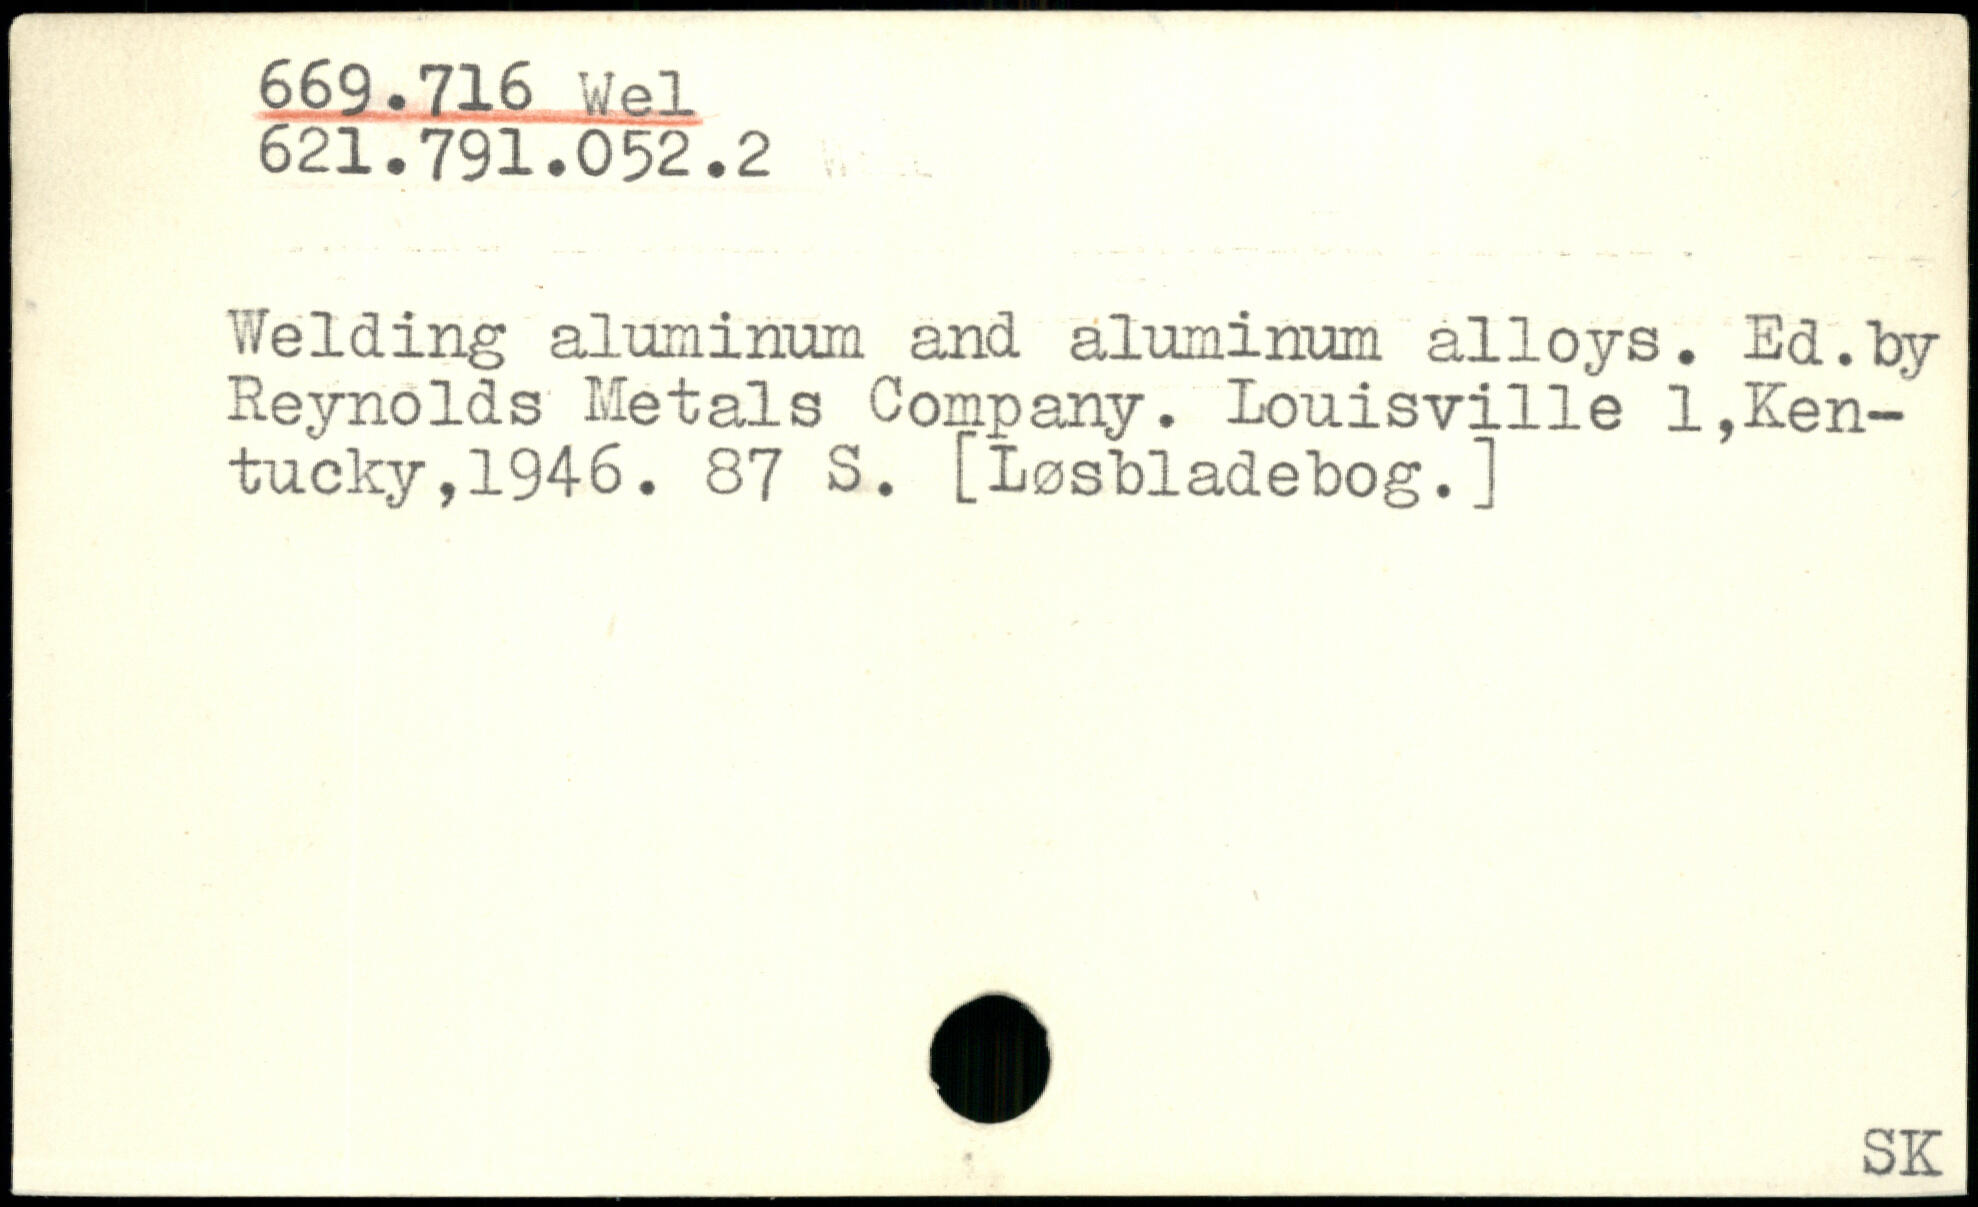 669.716 Wel
621.791.052.2
Welding aluminum and aluminum alloys. Ed.by
Reynolds Metals Company. Louisville 1,Ken-
tucky,1946. 87 S. [Løsbladebog.]
SK